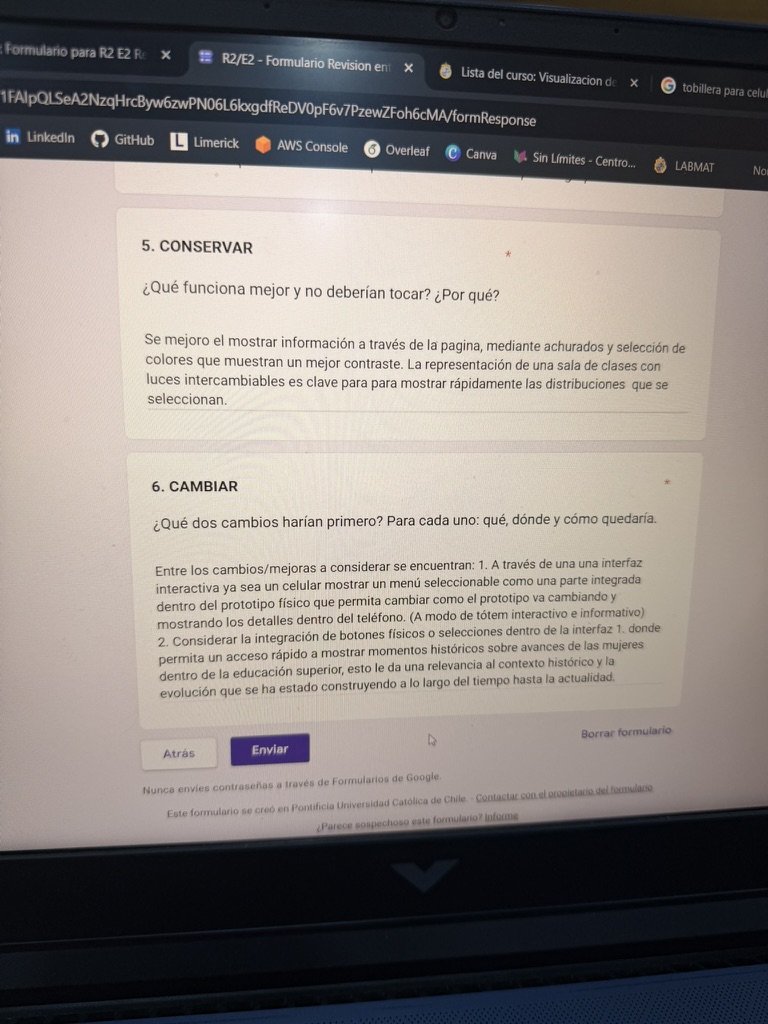 Formulario para R2 E2 Re
R2/E2 - Formulario Revision ent
Lista del curso: Visualizacion de
tobillera para celul
1FAIpQLSeA2NzqHrcByw6zwPN06L6kxgdfReDV0pF6v7PzewZFoh6cMA/formResponse
in LinkedIn GitHub L Limerick AWS Console Overleaf Canva Sin Límites - Centro... LABMAT No
5. CONSERVAR *
¿Qué funciona mejor y no deberían tocar? ¿Por qué?
Se mejoro el mostrar información a través de la pagina, mediante achurados y selección de
colores que muestran un mejor contraste. La representación de una sala de clases con
luces intercambiables es clave para para mostrar rápidamente las distribuciones que se
seleccionan.
6. CAMBIAR *
¿Qué dos cambios harían primero? Para cada uno: qué, dónde y cómo quedaría.
Entre los cambios/mejoras a considerar se encuentran: 1. A través de una una interfaz
interactiva ya sea un celular mostrar un menú seleccionable como una parte integrada
dentro del prototipo físico que permita cambiar como el prototipo va cambiando y
mostrando los detalles dentro del teléfono. (A modo de tótem interactivo e informativo)
2. Considerar la integración de botones físicos o selecciones dentro de la interfaz 1. donde
permita un acceso rápido a mostrar momentos históricos sobre avances de las mujeres
dentro de la educación superior, esto le da una relevancia al contexto histórico y la
evolución que se ha estado construyendo a lo largo del tiempo hasta la actualidad.
Atrás Enviar Borrar formulario
Nunca envíes contraseñas a través de Formularios de Google.
Este formulario se creó en Pontificia Universidad Católica de Chile. - Contactar con el propietario del formulario
¿Parece sospechoso este formulario? Informe